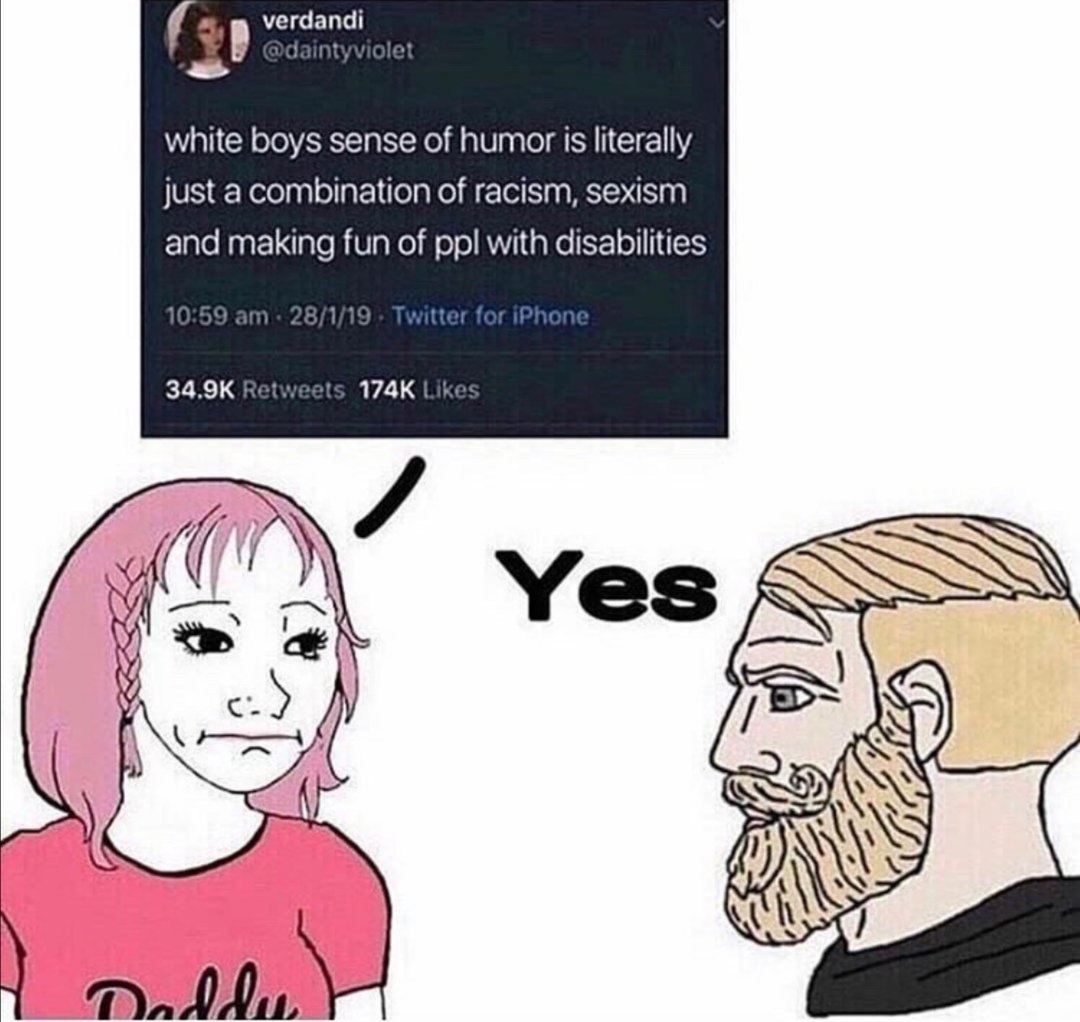 verdandi
@daintyviolet
white boys sense of humor is literally
just a combination of racism, sexism
and making fun of ppl with disabilities
10:59 am · 28/1/19 · Twitter for iPhone
34.9K Retweets 174K Likes
Yes
Daddy